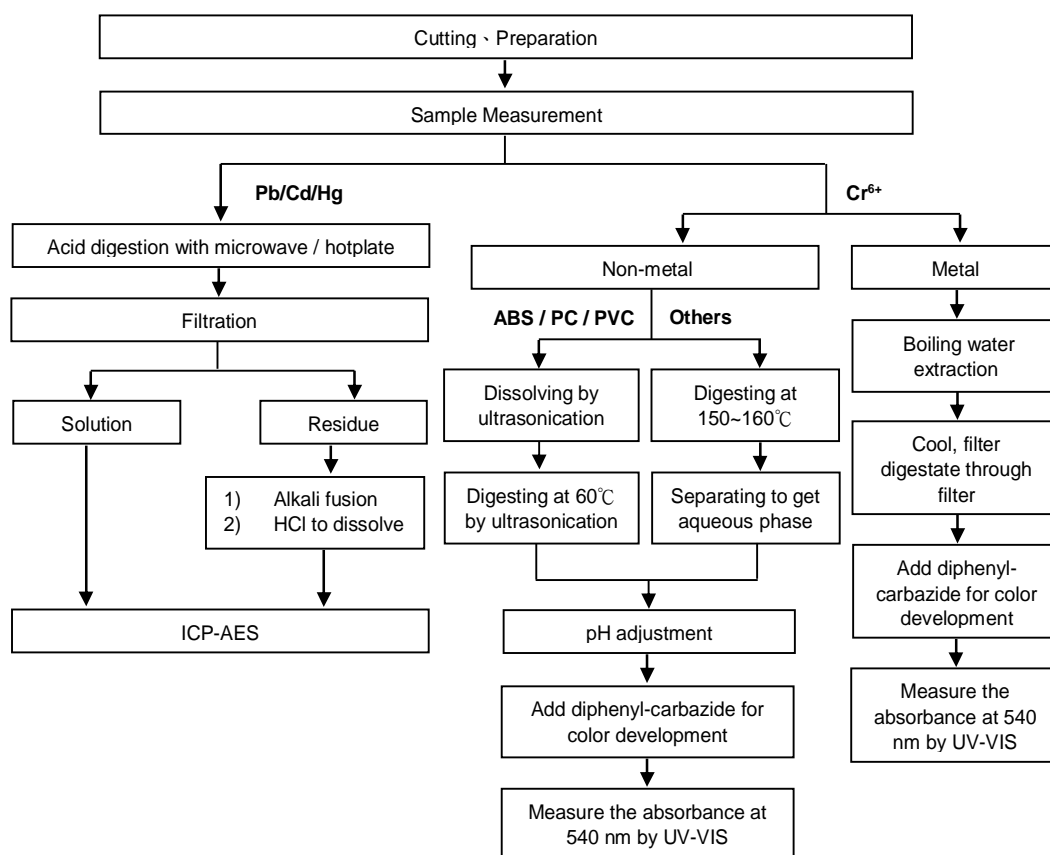 Cutting、Preparation
Sample Measurement
Pb/Cd/Hg
Acid digestion with microwave / hotplate
Filtration
Solution
Residue
1) Alkali fusion
2) HCl to dissolve
ICP-AES
Cr⁶⁺
Non-metal
ABS / PC / PVC
Others
Dissolving by
ultrasonication
Digesting at 60℃
by ultrasonication
Digesting at
150~160℃
Separating to get
aqueous phase
pH adjustment
Add diphenyl-carbazide for
color development
Measure the absorbance at
540 nm by UV-VIS
Metal
Boiling water
extraction
Cool, filter
digestate through
filter
Add diphenyl-
carbazide for color
development
Measure the
absorbance at 540
nm by UV-VIS